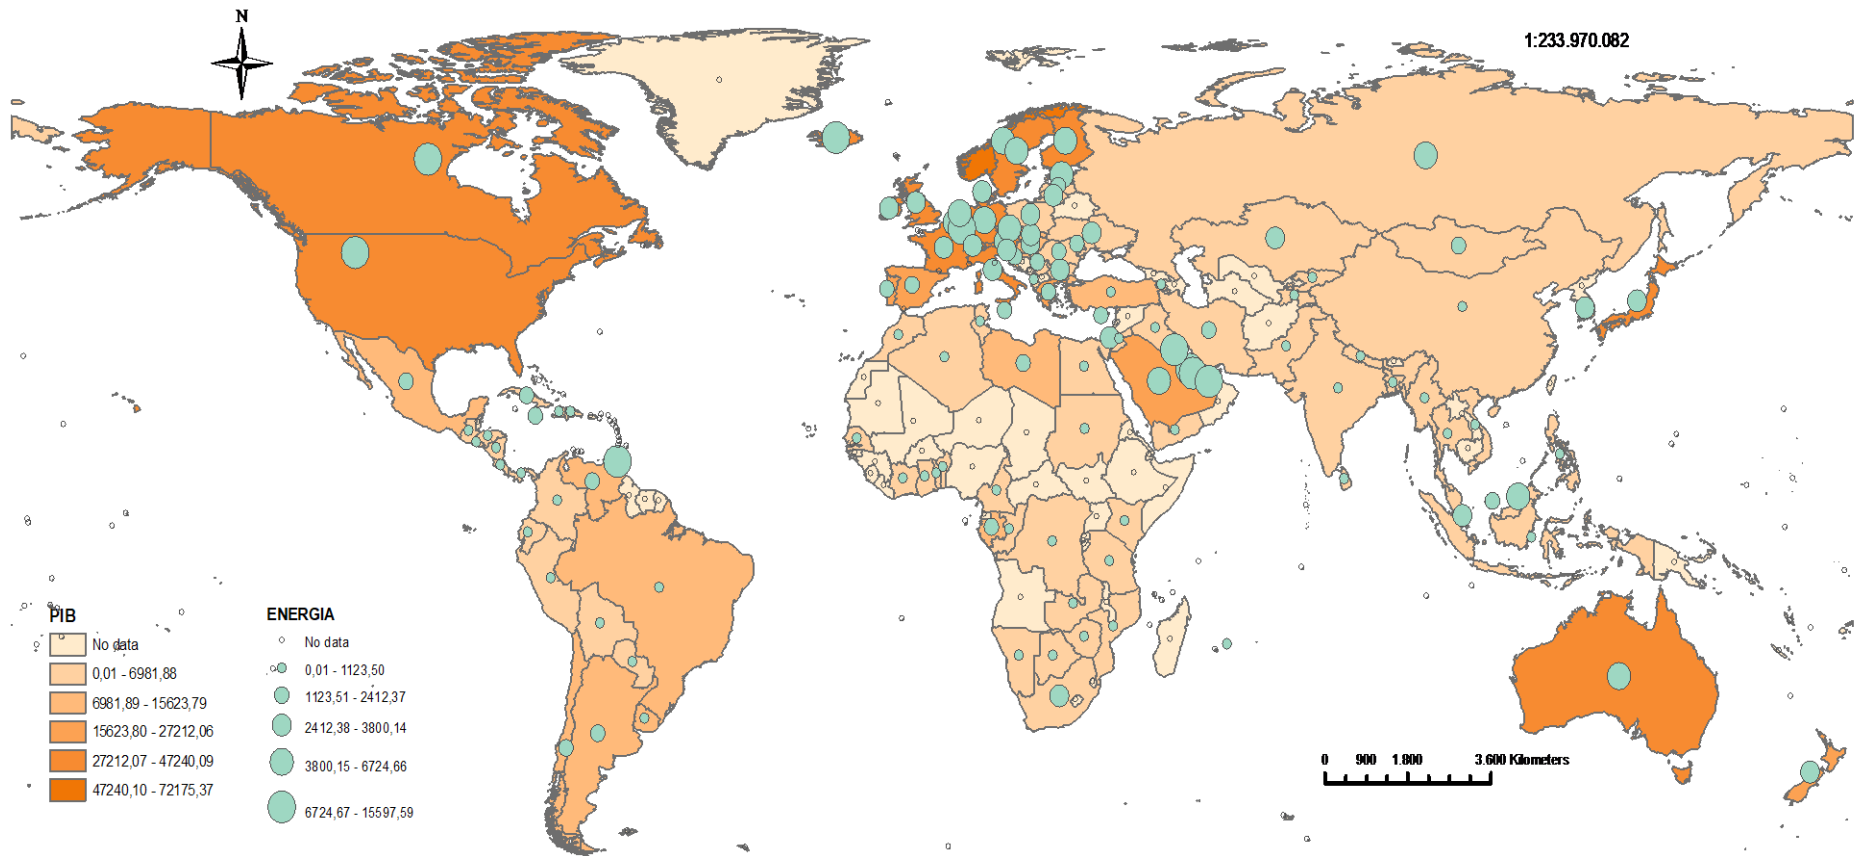 N
1:233.970.082
PIB
No data
0,01 - 6981,88
6981,89 - 15623,79
15623,80 - 27212,06
27212,07 - 47240,09
47240,10 - 72175,37
ENERGIA
No data
0,01 - 1123,50
1123,51 - 2412,37
2412,38 - 3800,14
3800,15 - 6724,66
6724,67 - 15597,59
0 900 1.800 3.600 Kilometers